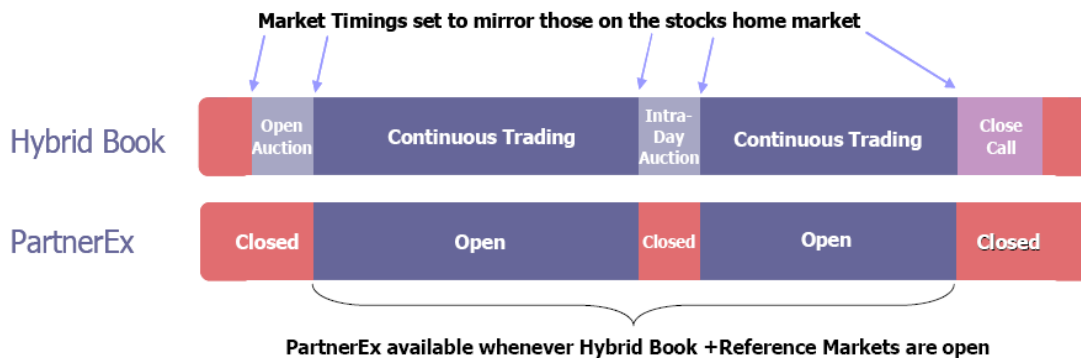 Market Timings set to mirror those on the stocks home market
Hybrid Book
Open
Auction
Continuous Trading
Intra-
Day
Auction
Continuous Trading
Close
Call
PartnerEx
Closed
Open
Closed
Open
Closed
PartnerEx available whenever Hybrid Book +Reference Markets are open